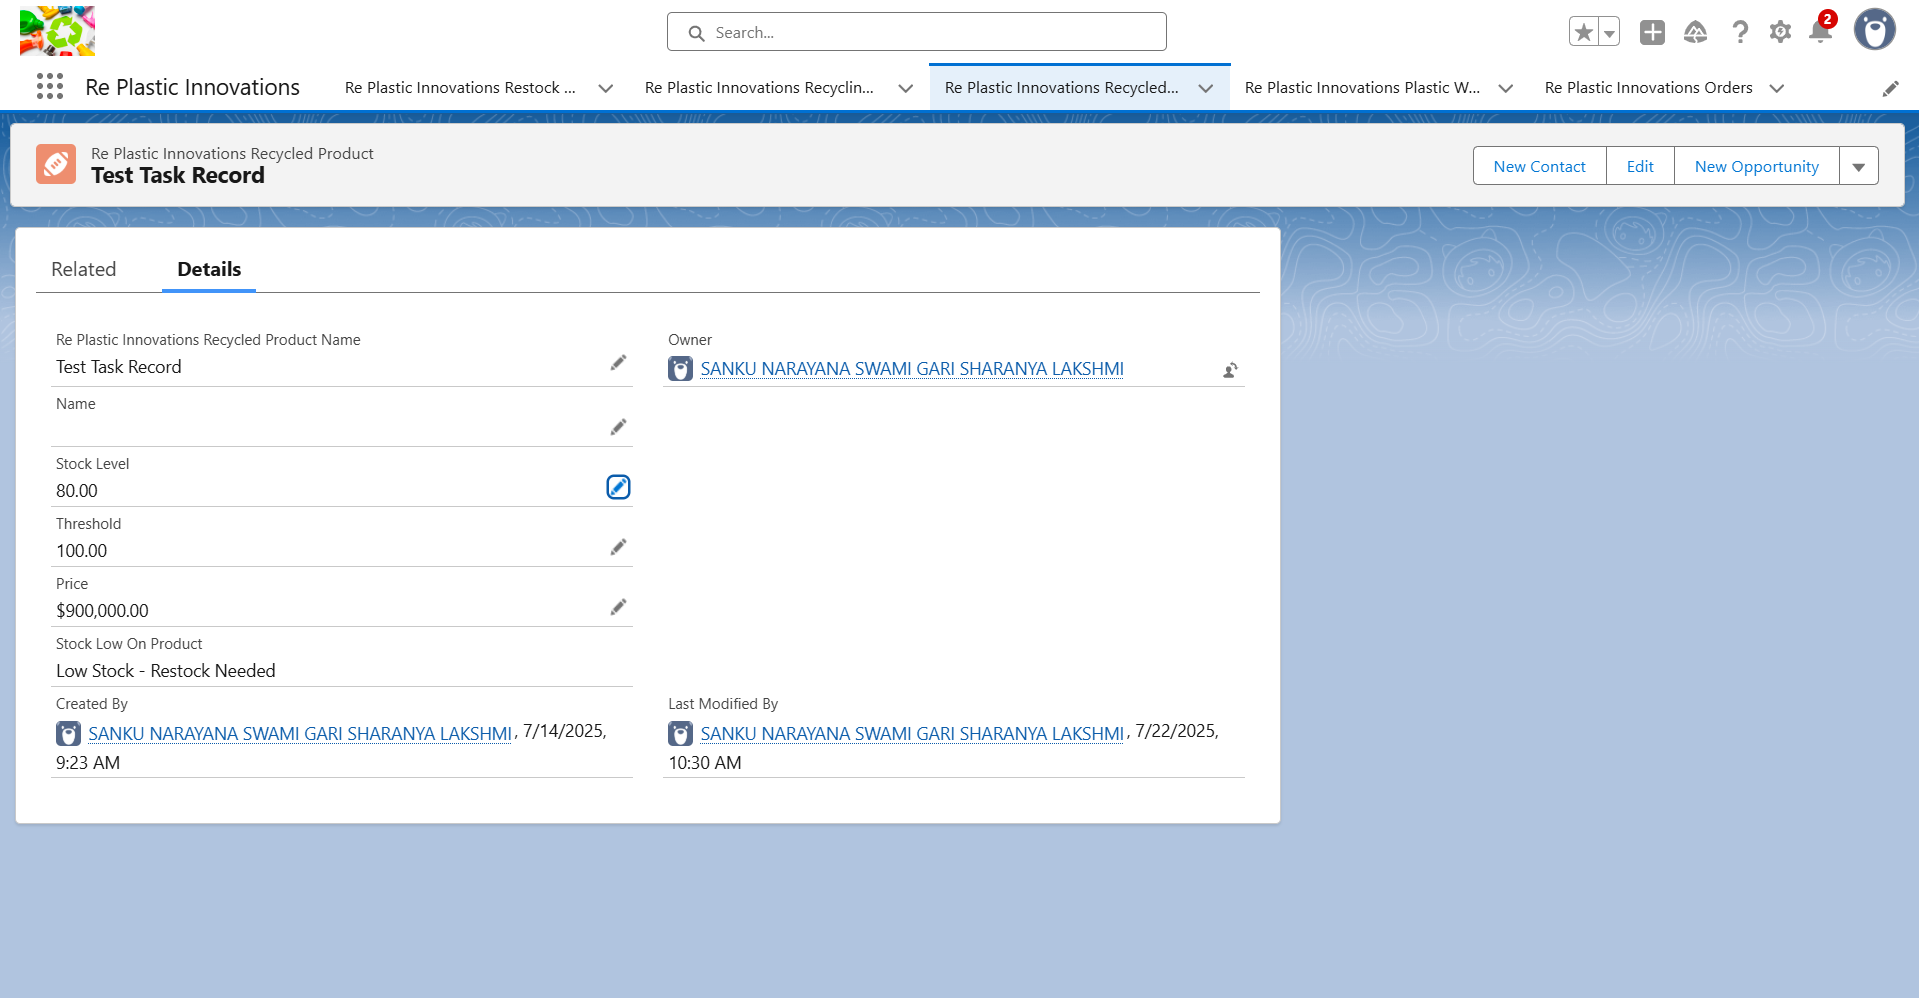 Search...
2
Re Plastic Innovations
Re Plastic Innovations Restock ...
Re Plastic Innovations Recyclin...
Re Plastic Innovations Recycled...
Re Plastic Innovations Plastic W...
Re Plastic Innovations Orders
Re Plastic Innovations Recycled Product
Test Task Record
New Contact
Edit
New Opportunity
Related
Details
Re Plastic Innovations Recycled Product Name
Test Task Record
Owner
SANKU NARAYANA SWAMI GARI SHARANYA LAKSHMI
Name
Stock Level
80.00
Threshold
100.00
Price
$900,000.00
Stock Low On Product
Low Stock - Restock Needed
Created By
SANKU NARAYANA SWAMI GARI SHARANYA LAKSHMI, 7/14/2025,
9:23 AM
Last Modified By
SANKU NARAYANA SWAMI GARI SHARANYA LAKSHMI, 7/22/2025,
10:30 AM